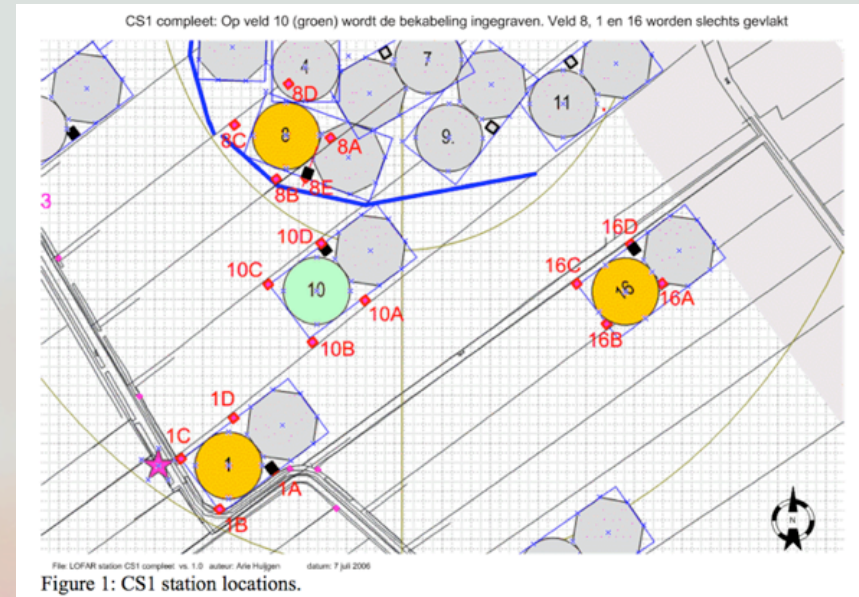 CS1 compleet: Op veld 10 (groen) wordt de bekabeling ingegraven. Veld 8, 1 en 16 worden slechts gevlakt
4
7
8D
11
8C
8
8A
9.
8E
8B
3
10D
16D
10C
10
16C
16
16A
10A
16B
10B
1D
1C
1
1A
1B
N
File: LOFAR station CS1 compleet vs. 1.0 auteur: Arie Huijgen datum: 7 juli 2006
Figure 1: CS1 station locations.